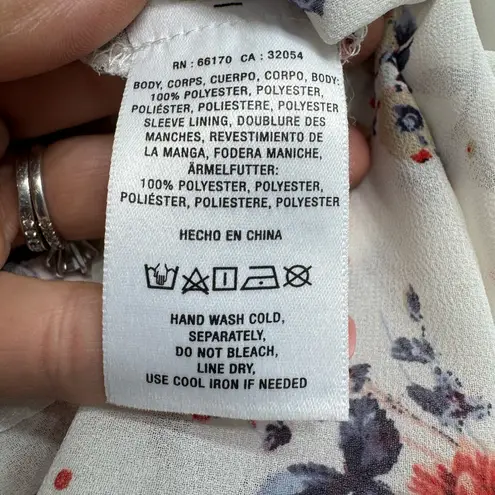 RN : 66170 CA : 32054
BODY, CORPS, CUERPO, CORPO, BODY:
100% POLYESTER, POLYESTER,
POLIÉSTER, POLIESTERE, POLYESTER
SLEEVE LINING, DOUBLURE DES
MANCHES, REVESTIMIENTO DE
LA MANGA, FODERA MANICHE,
ÄRMELFUTTER:
100% POLYESTER, POLYESTER,
POLIÉSTER, POLIESTERE, POLYESTER
HECHO EN CHINA
HAND WASH COLD,
SEPARATELY,
DO NOT BLEACH,
LINE DRY,
USE COOL IRON IF NEEDED